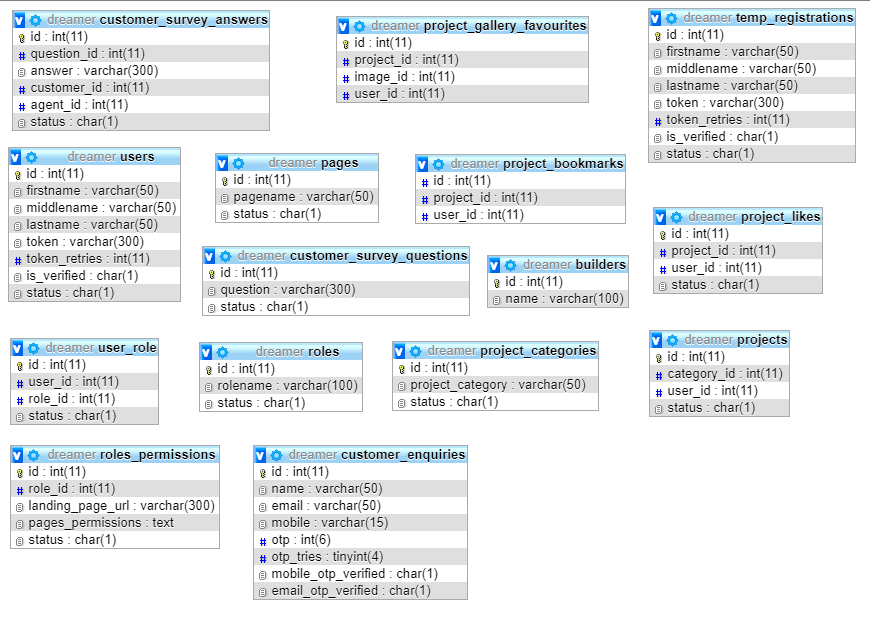 dreamer customer_survey_answers
id : int(11)
question_id : int(11)
answer : varchar(300)
customer_id : int(11)
agent_id : int(11)
status : char(1)
dreamer project_gallery_favourites
id : int(11)
project_id : int(11)
image_id : int(11)
user_id : int(11)
dreamer temp_registrations
id : int(11)
firstname : varchar(50)
middlename : varchar(50)
lastname : varchar(50)
token : varchar(300)
token_retries : int(11)
is_verified : char(1)
status : char(1)
dreamer users
id : int(11)
firstname : varchar(50)
middlename : varchar(50)
lastname : varchar(50)
token : varchar(300)
token_retries : int(11)
is_verified : char(1)
status : char(1)
dreamer pages
id : int(11)
pagename : varchar(50)
status : char(1)
dreamer project_bookmarks
id : int(11)
project_id : int(11)
user_id : int(11)
dreamer project_likes
id : int(11)
project_id : int(11)
user_id : int(11)
status : char(1)
dreamer customer_survey_questions
id : int(11)
question : varchar(300)
status : char(1)
dreamer builders
id : int(11)
name : varchar(100)
dreamer user_role
id : int(11)
user_id : int(11)
role_id : int(11)
status : char(1)
dreamer roles
id : int(11)
rolename : varchar(100)
status : char(1)
dreamer project_categories
id : int(11)
project_category : varchar(50)
status : char(1)
dreamer projects
id : int(11)
category_id : int(11)
user_id : int(11)
status : char(1)
dreamer roles_permissions
id : int(11)
role_id : int(11)
landing_page_url : varchar(300)
pages_permissions : text
status : char(1)
dreamer customer_enquiries
id : int(11)
name : varchar(50)
email : varchar(50)
mobile : varchar(15)
otp : int(6)
otp_tries : tinyint(4)
mobile_otp_verified : char(1)
email_otp_verified : char(1)